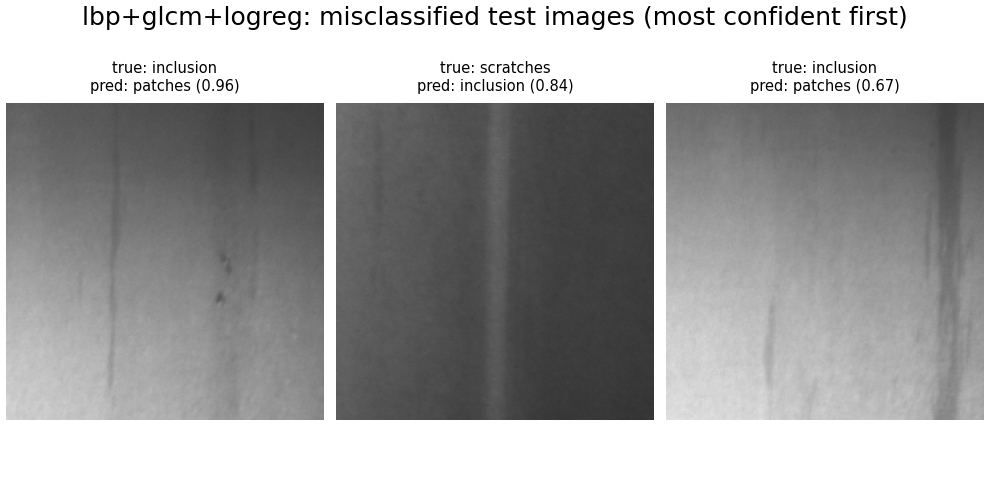 lbp+glcm+logreg: misclassified test images (most confident first)
true: inclusion
pred: patches (0.96)
true: scratches
pred: inclusion (0.84)
true: inclusion
pred: patches (0.67)